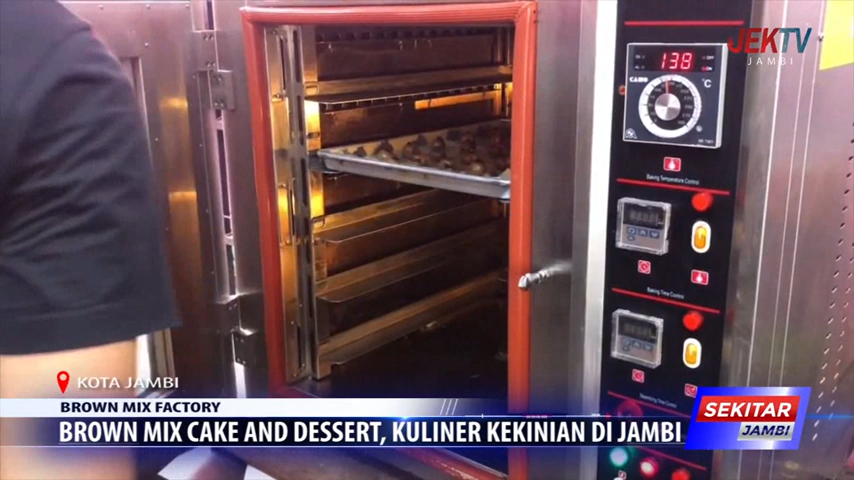 JEKTV
JAMBI
138
°C
Baking Temperature Control
Baking Time Control
KOTA JAMBI
BROWN MIX FACTORY
BROWN MIX CAKE AND DESSERT, KULINER KEKINIAN DI JAMBI
SEKITAR
JAMBI